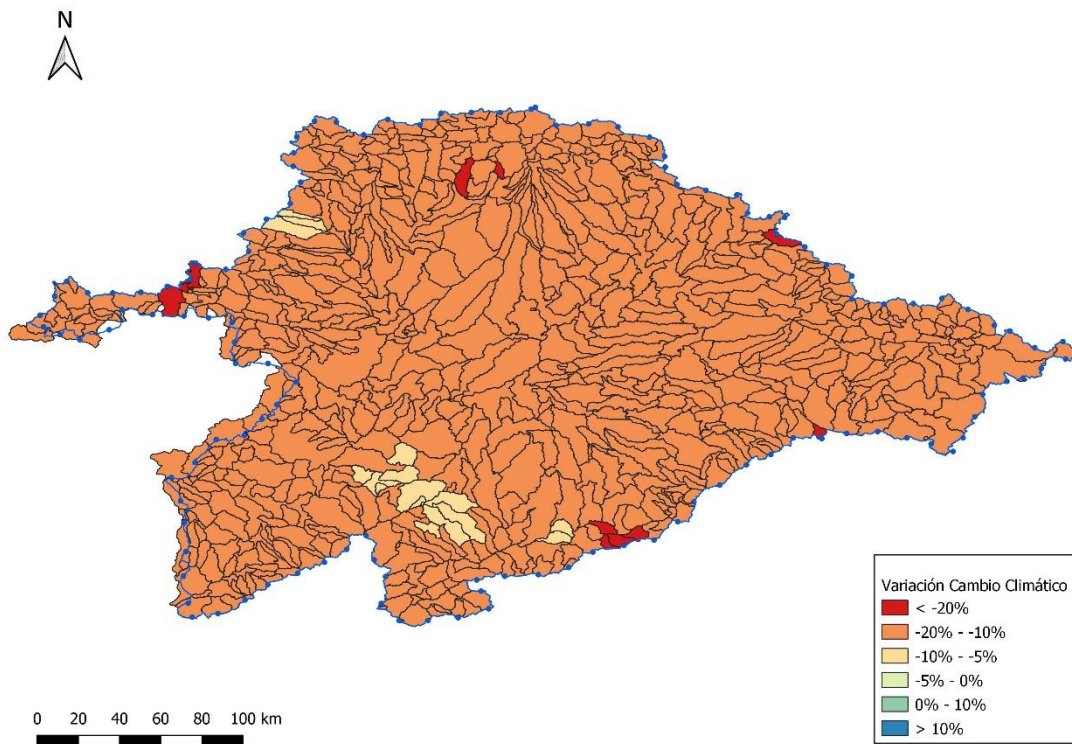 N
Variación Cambio Climático
< -20%
-20% - -10%
-10% - -5%
-5% - 0%
0% - 10%
> 10%
0 20 40 60 80 100 km